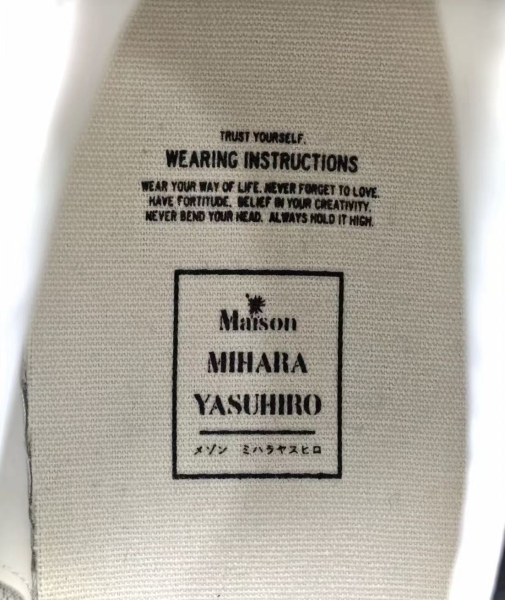 TRUST YOURSELF.
WEARING INSTRUCTIONS
WEAR YOUR WAY OF LIFE. NEVER FORGET TO LOVE.
HAVE FORTITUDE. BELIEF IN YOUR CREATIVITY.
NEVER BEND YOUR HEAD. ALWAYS HOLD IT HIGH.
Maison
MIHARA
YASUHIRO
メゾン ミハラヤスヒロ